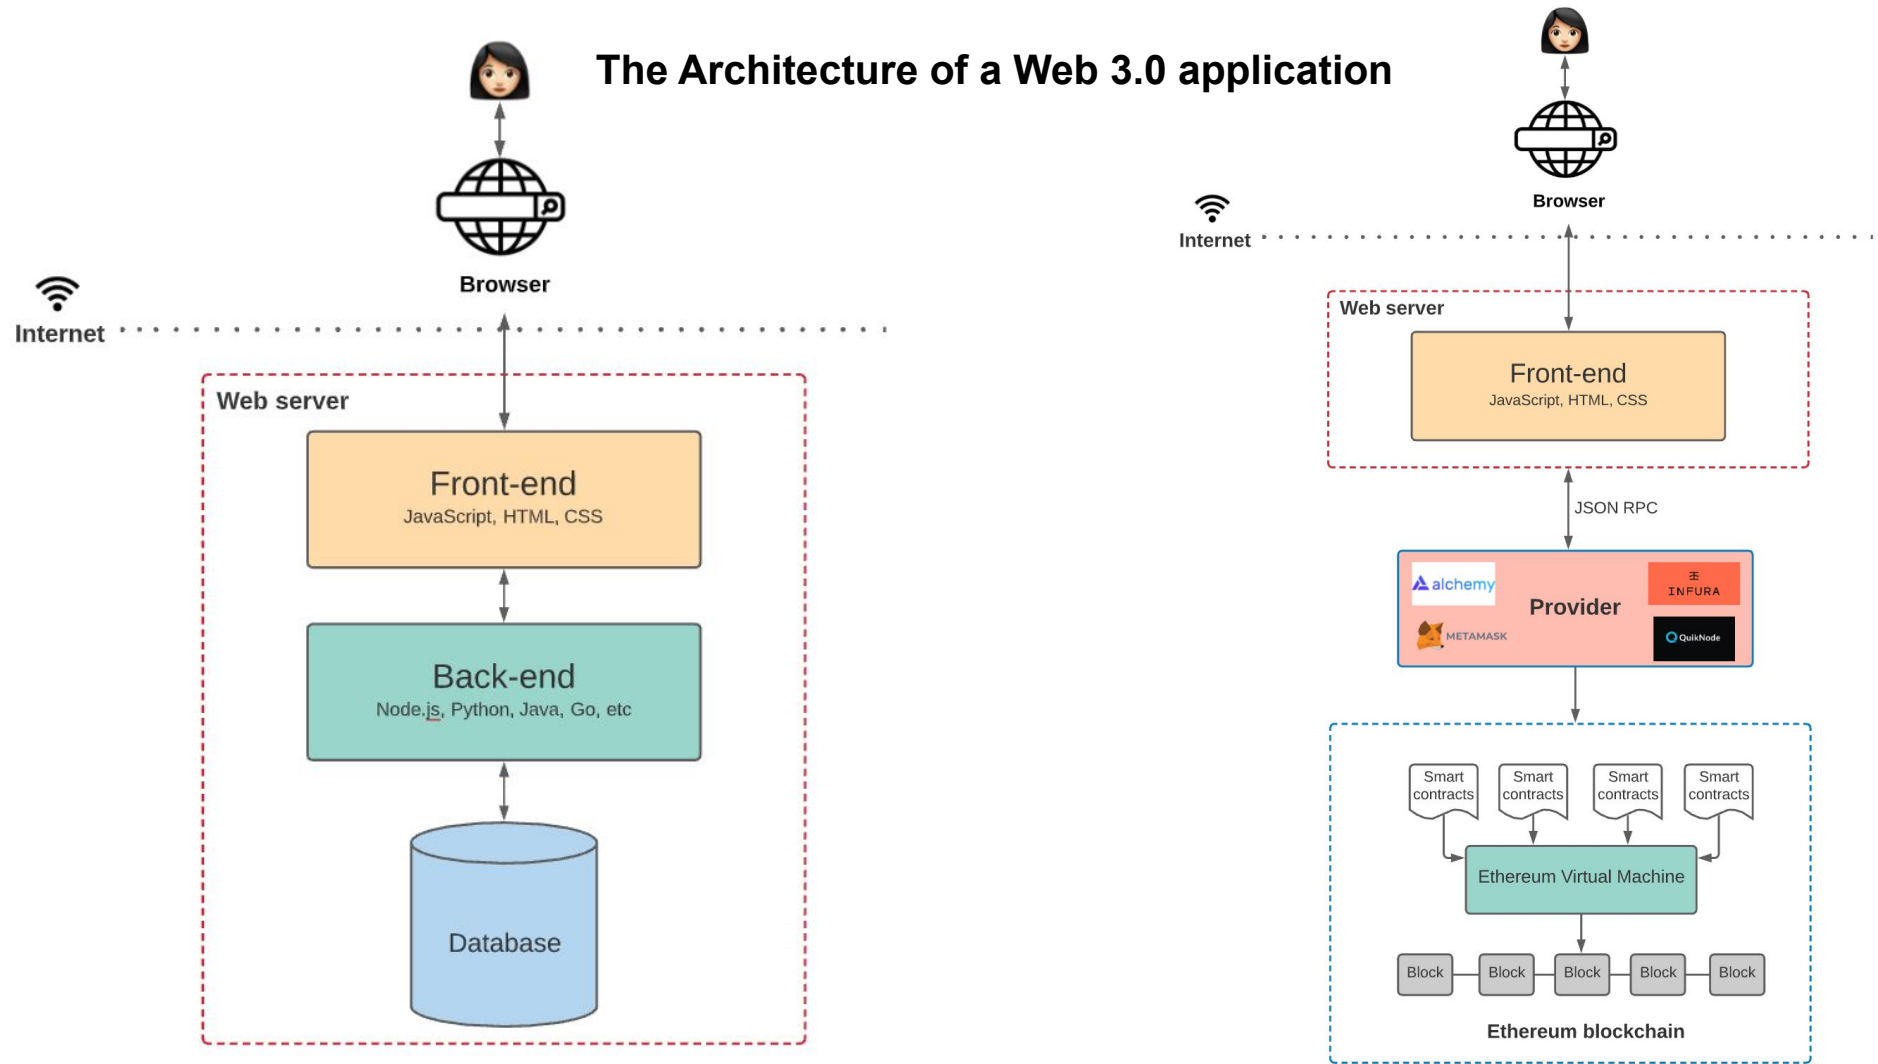 The Architecture of a Web 3.0 application
Browser
Internet
Web server
Front-end
JavaScript, HTML, CSS
Back-end
Node.js, Python, Java, Go, etc
Database
Browser
Internet
Web server
Front-end
JavaScript, HTML, CSS
JSON RPC
alchemy
INFURA
Provider
METAMASK
QuikNode
Smart
contracts
Smart
contracts
Smart
contracts
Smart
contracts
Ethereum Virtual Machine
Block
Block
Block
Block
Block
Ethereum blockchain